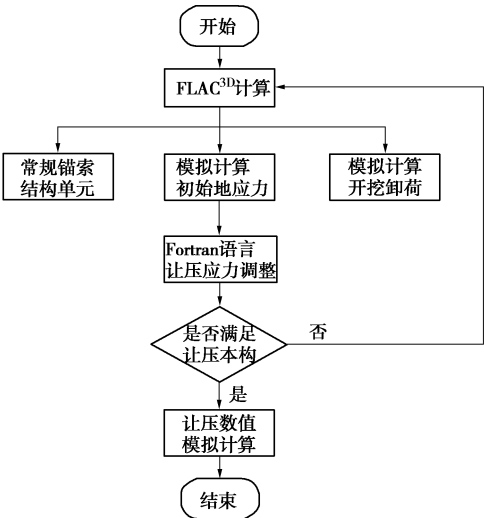 开始
FLAC3D计算
常规锚索
结构单元
模拟计算
初始地应力
模拟计算
开挖卸荷
Fortran语言
让压应力调整
是否满足
让压本构
否
是
让压数值
模拟计算
结束